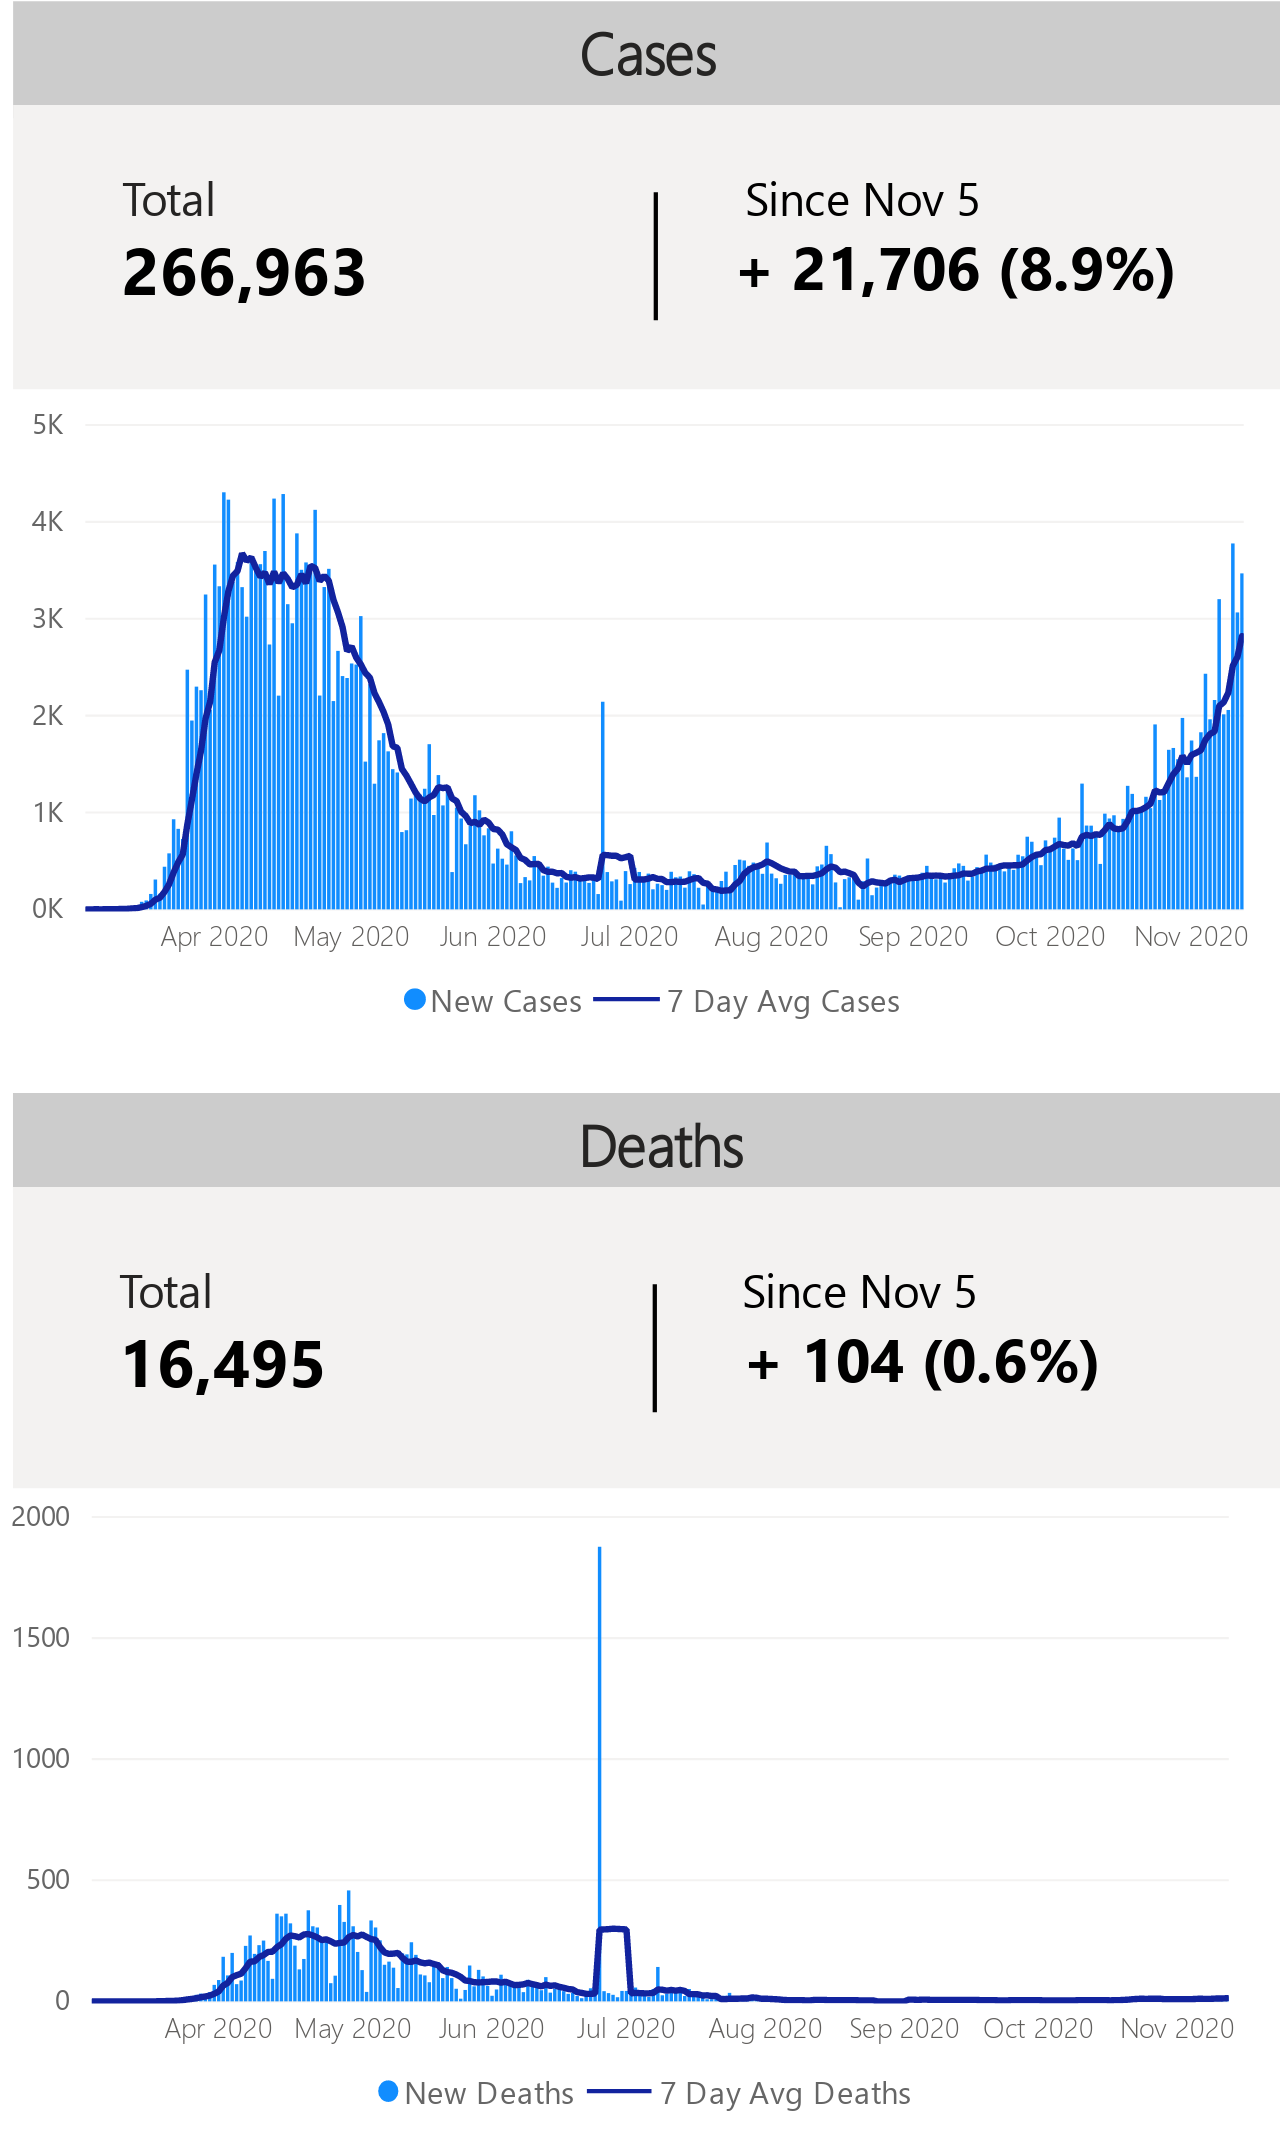 Cases
Total
266,963
Since Nov 5
+ 21,706 (8.9%)
5K
4K
3K
2K
1K
0K
Apr 2020 May 2020 Jun 2020 Jul 2020 Aug 2020 Sep 2020 Oct 2020 Nov 2020
New Cases 7 Day Avg Cases
Deaths
Total
16,495
Since Nov 5
+ 104 (0.6%)
2000
1500
1000
500
0
Apr 2020 May 2020 Jun 2020 Jul 2020 Aug 2020 Sep 2020 Oct 2020 Nov 2020
New Deaths 7 Day Avg Deaths